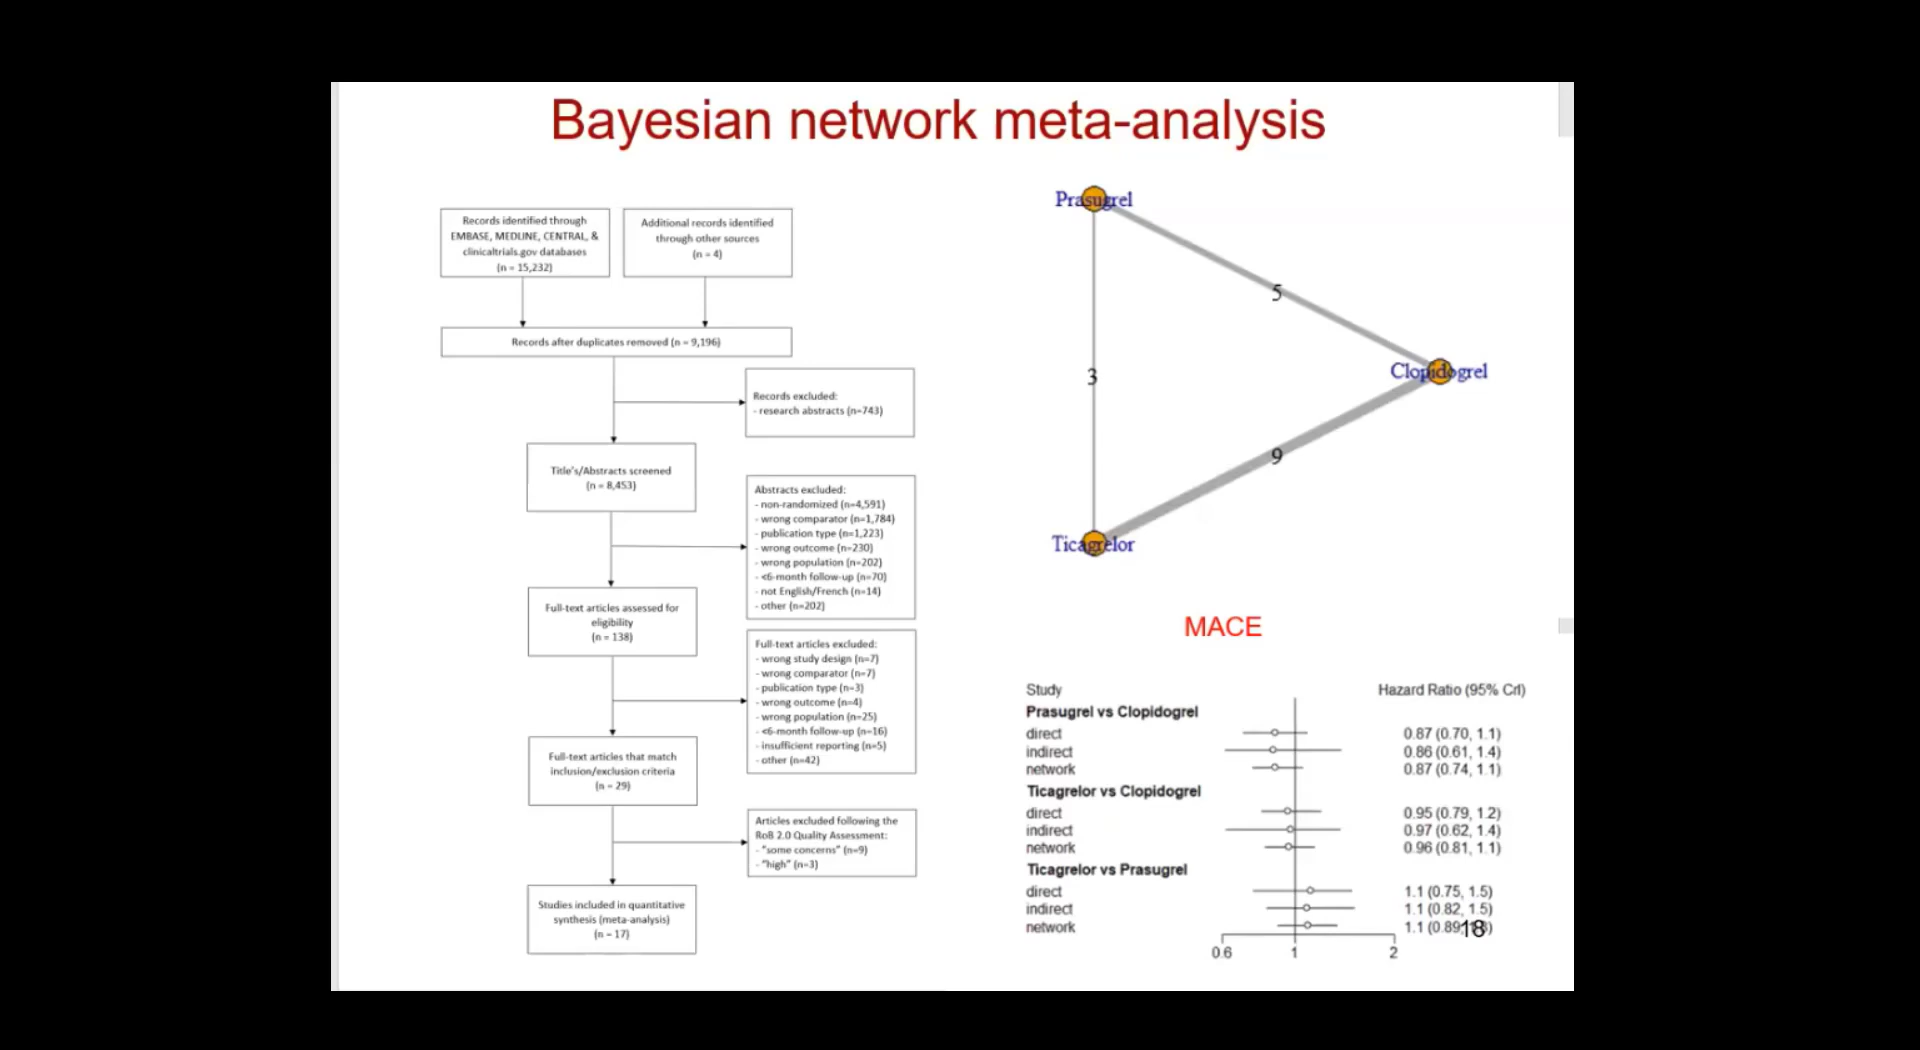 Bayesian network meta-analysis
Records identified through
EMBASE, MEDLINE, CENTRAL, &
clinicaltrials.gov databases
(n = 15,232)
Additional records identified
through other sources
(n = 4)
Records after duplicates removed (n = 9,196)
Records excluded:
- research abstracts (n=743)
Title's/Abstracts screened
(n = 8,453)
Abstracts excluded:
- non-randomized (n=4,591)
- wrong comparator (n=1,784)
- publication type (n=1,223)
- wrong outcome (n=230)
- wrong population (n=202)
- <6-month follow-up (n=70)
- not English/French (n=14)
- other (n=202)
Full-text articles assessed for
eligibility
(n = 138)
Full-text articles excluded:
- wrong study design (n=7)
- wrong comparator (n=7)
- publication type (n=3)
- wrong outcome (n=4)
- wrong population (n=25)
- <6-month follow-up (n=16)
- insufficient reporting (n=5)
- other (n=42)
Full-text articles that match
inclusion/exclusion criteria
(n = 29)
Articles excluded following the
RoB 2.0 Quality Assessment:
- "some concerns" (n=9)
- "high" (n=3)
Studies included in quantitative
synthesis (meta-analysis)
(n = 17)
Prasugrel
5
3
Clopidogrel
9
Ticagrelor
MACE
Study Hazard Ratio (95% CrI)
Prasugrel vs Clopidogrel
direct 0.87 (0.70, 1.1)
indirect 0.86 (0.61, 1.4)
network 0.87 (0.74, 1.1)
Ticagrelor vs Clopidogrel
direct 0.95 (0.79, 1.2)
indirect 0.97 (0.62, 1.4)
network 0.96 (0.81, 1.1)
Ticagrelor vs Prasugrel
direct 1.1 (0.75, 1.5)
indirect 1.1 (0.82, 1.5)
network 1.1 (0.89,
18
0.6 1 2